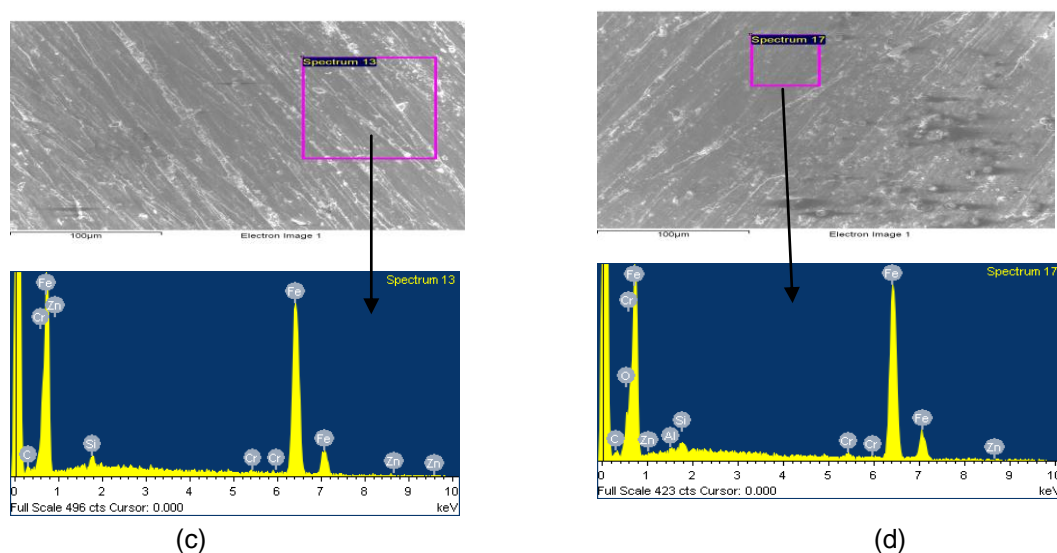 Spectrum 13
100µm
Electron Image 1
Spectrum 17
100µm
Electron Image 1
Spectrum 13
Fe
Zn
Cr
C
Si
Cr
Cr
Fe
Fe
Zn
Zn
0 1 2 3 4 5 6 7 8 9 10
Full Scale 496 cts Cursor: 0.000 keV
Spectrum 17
Fe
Cr
O
C
Zn
Al
Si
Cr
Cr
Fe
Fe
Zn
0 1 2 3 4 5 6 7 8 9 10
Full Scale 423 cts Cursor: 0.000 keV
(c)
(d)